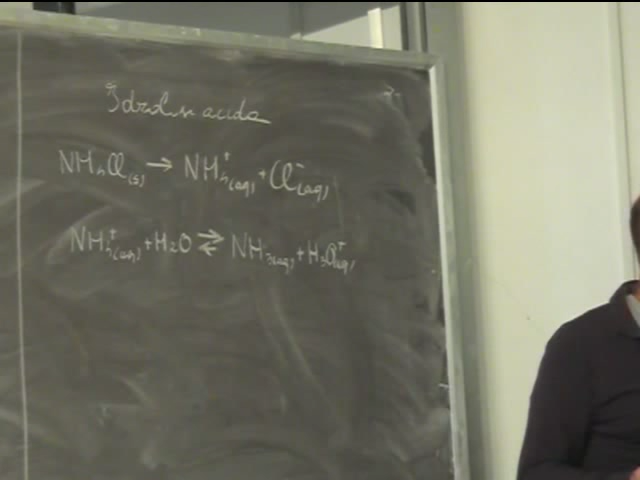 Idrolisi acida
NH₄Cl(s) → NH₄⁺(aq) + Cl⁻(aq)
NH₄⁺(aq) + H₂O ⇌ NH₃(aq) + H₃O⁺(aq)